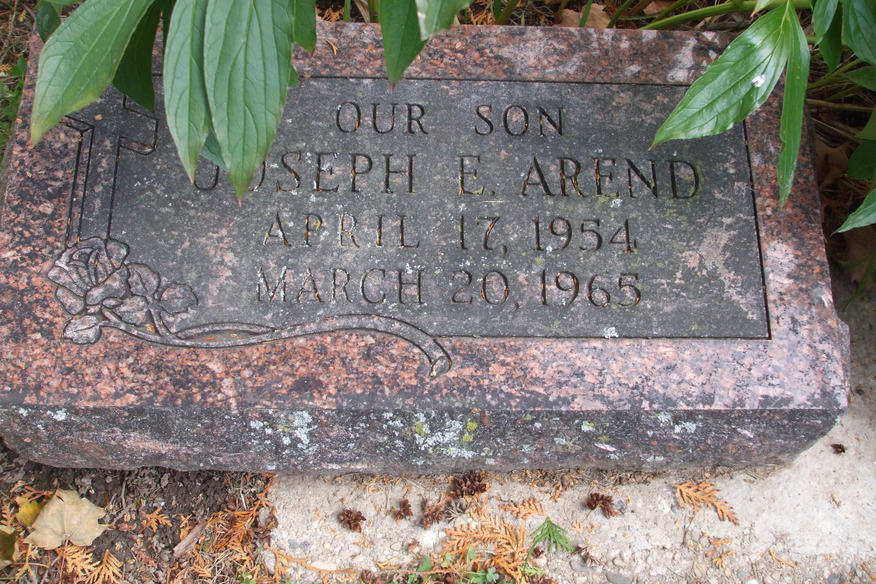 OUR SON
JOSEPH E. AREND
APRIL 17, 1954
MARCH 20, 1965